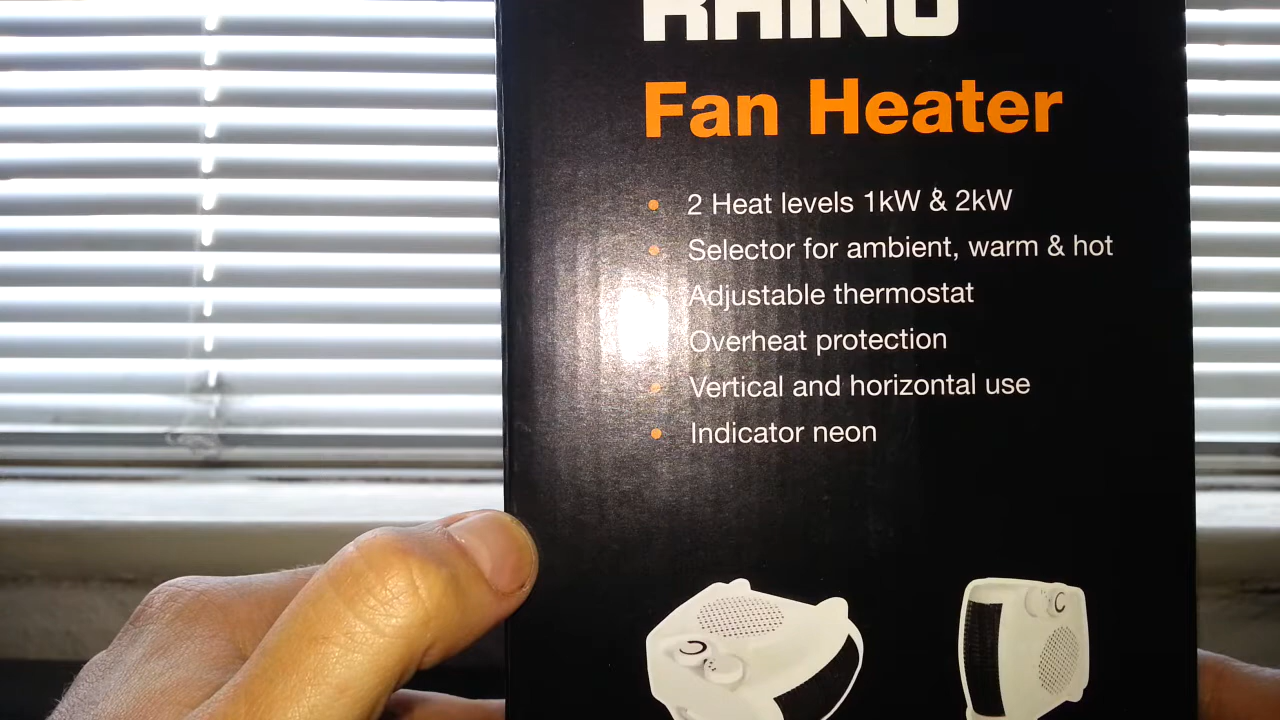 RHINO
Fan Heater
• 2 Heat levels 1kW & 2kW
• Selector for ambient, warm & hot
Adjustable thermostat
Overheat protection
• Vertical and horizontal use
• Indicator neon